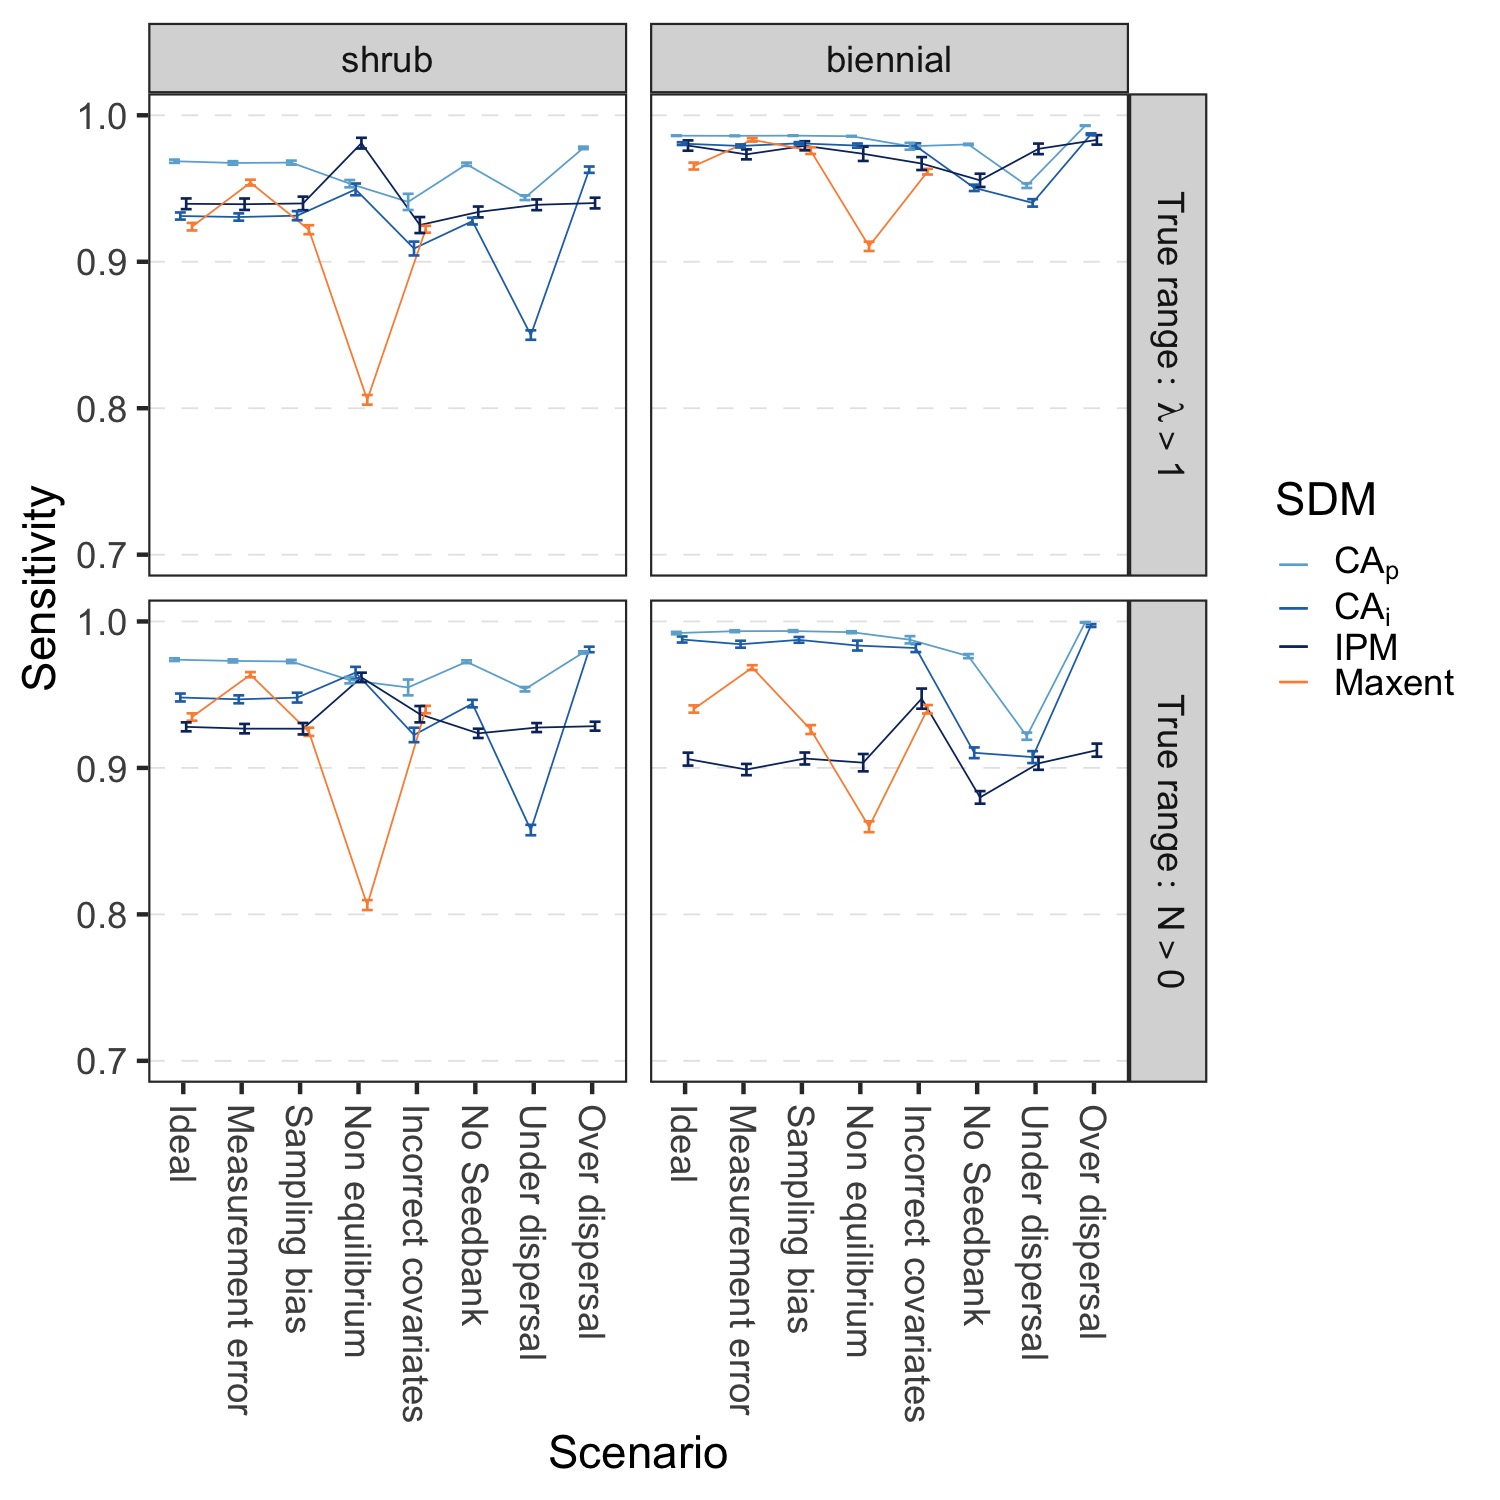 shrub
biennial
Sensitivity
1.0
0.9
0.8
0.7
True range : λ > 1
1.0
0.9
0.8
0.7
True range : N > 0
Ideal
Measurement error
Sampling bias
Non equilibrium
Incorrect covariates
No Seedbank
Under dispersal
Over dispersal
Ideal
Measurement error
Sampling bias
Non equilibrium
Incorrect covariates
No Seedbank
Under dispersal
Over dispersal
Scenario
SDM
CAp
CAi
IPM
Maxent